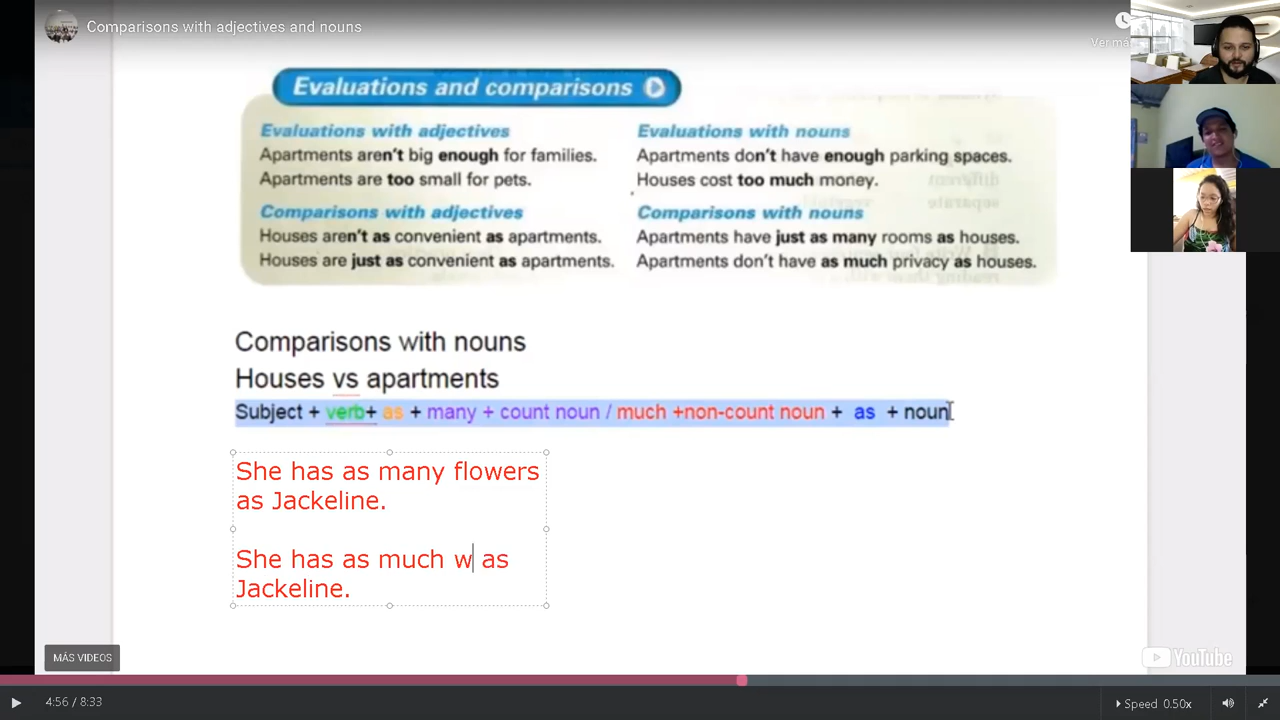 Comparisons with adjectives and nouns
Evaluations and comparisons
Evaluations with adjectives
Apartments aren't big enough for families.
Apartments are too small for pets.
Comparisons with adjectives
Houses aren't as convenient as apartments.
Houses are just as convenient as apartments.
Evaluations with nouns
Apartments don't have enough parking spaces.
Houses cost too much money.
Comparisons with nouns
Apartments have just as many rooms as houses.
Apartments don't have as much privacy as houses.
Comparisons with nouns
Houses vs apartments
Subject + verb+ as + many + count noun / much +non-count noun + as + noun
She has as many flowers
as Jackeline.
She has as much w as
Jackeline.
MÁS VIDEOS
YouTube
4:56 / 8:33
Speed 0.50x